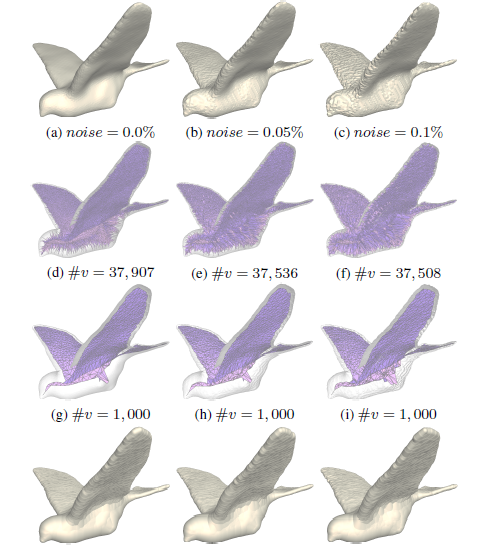 (a) noise = 0.0%
(b) noise = 0.05%
(c) noise = 0.1%
(d) #v = 37, 907
(e) #v = 37, 536
(f) #v = 37, 508
(g) #v = 1, 000
(h) #v = 1, 000
(i) #v = 1, 000